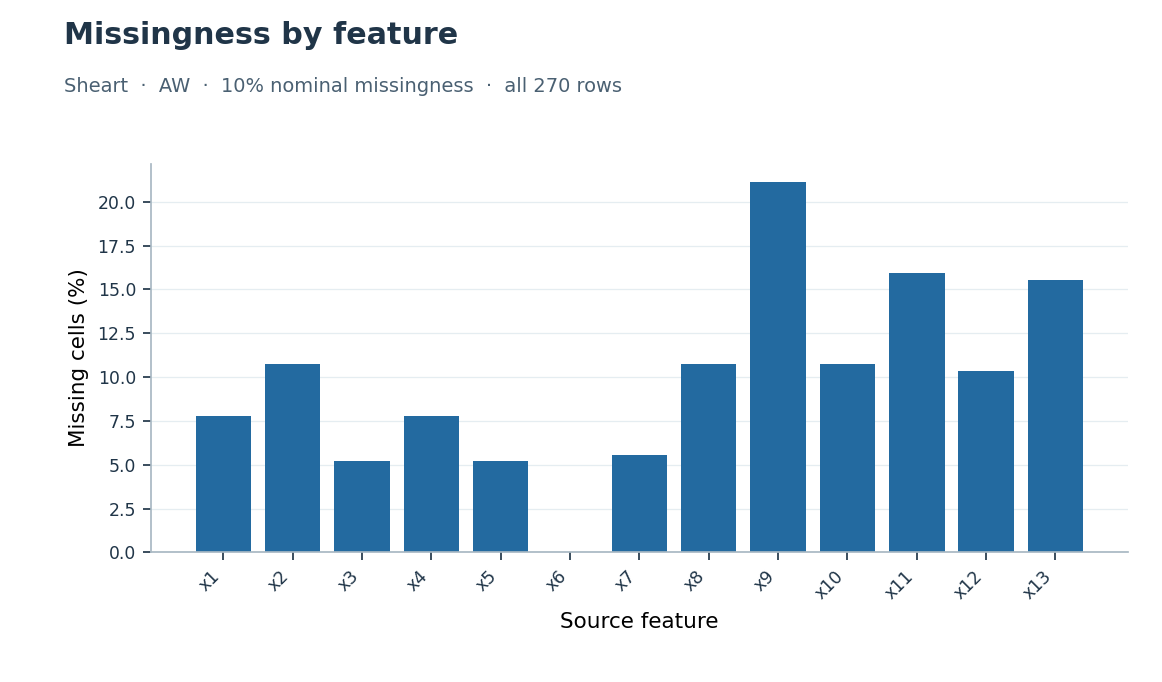 Missingness by feature
Sheart · AW · 10% nominal missingness · all 270 rows
Missing cells (%)
20.0
17.5
15.0
12.5
10.0
7.5
5.0
2.5
0.0
x1 x2 x3 x4 x5 x6 x7 x8 x9 x10 x11 x12 x13
Source feature